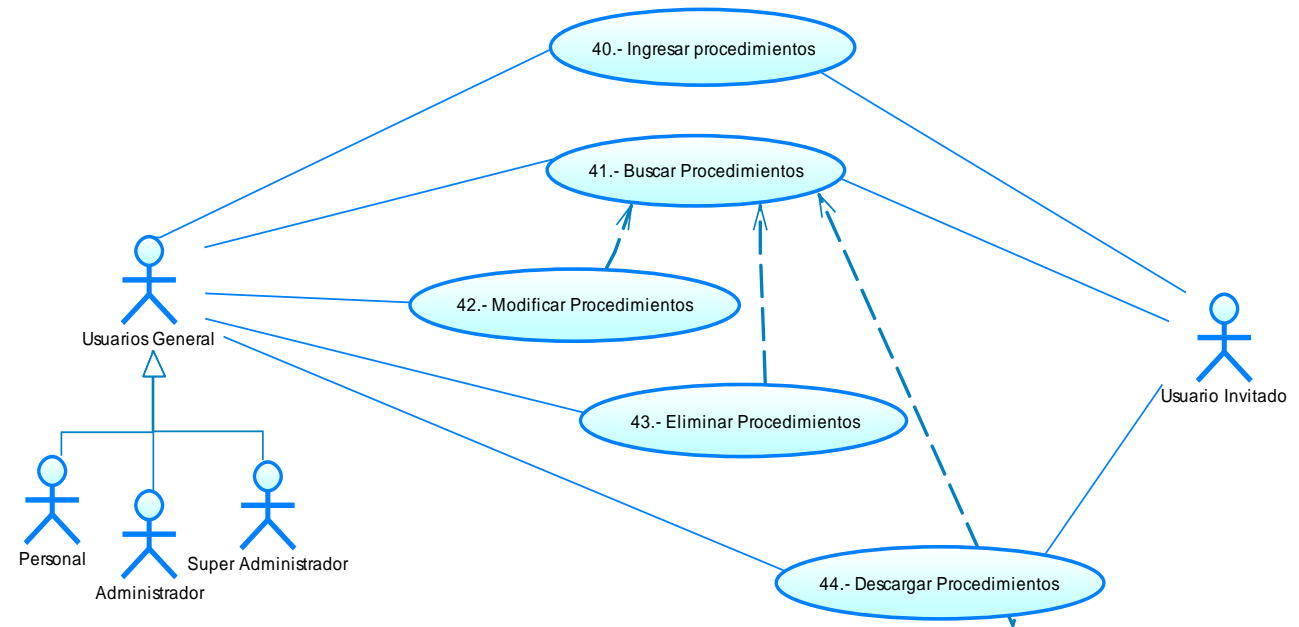 40.- Ingresar procedimientos
41.- Buscar Procedimientos
42.- Modificar Procedimientos
Usuarios General
Usuario Invitado
43.- Eliminar Procedimientos
Personal
Super Administrador
Administrador
44.- Descargar Procedimientos